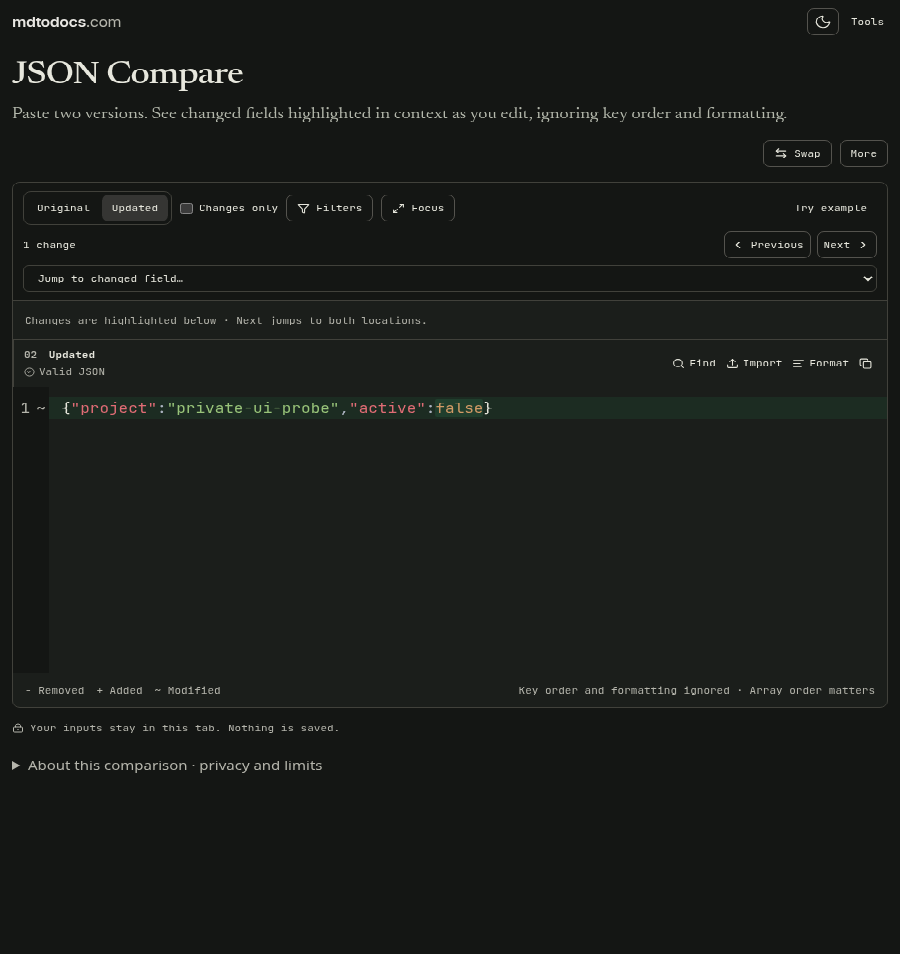 mdtodocs.com
Tools
JSON Compare
Paste two versions. See changed fields highlighted in context as you edit, ignoring key order and formatting.
Swap More
Original Updated Changes only Filters Focus Try example
1 change Previous Next
Jump to changed field…
Changes are highlighted below · Next jumps to both locations.
02 Updated
Valid JSON
Find Import Format
1 ~ {"project":"private-ui-probe","active":false}
- Removed + Added ~ Modified Key order and formatting ignored · Array order matters
Your inputs stay in this tab. Nothing is saved.
About this comparison · privacy and limits